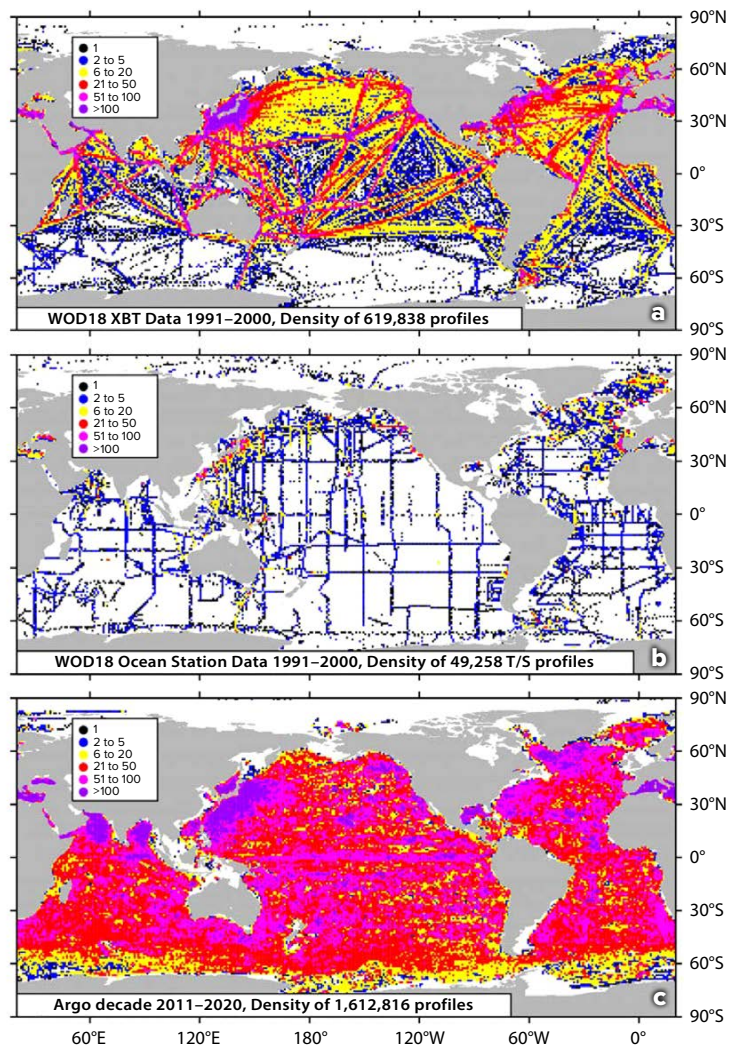 90°N
1
2 to 5
6 to 20
21 to 50
51 to 100
>100
60°N
30°N
0°
30°S
60°S
WOD18 XBT Data 1991–2000, Density of 619,838 profiles
a
90°S
90°N
1
2 to 5
6 to 20
21 to 50
51 to 100
>100
60°N
30°N
0°
30°S
60°S
WOD18 Ocean Station Data 1991–2000, Density of 49,258 T/S profiles
b
90°S
90°N
1
2 to 5
6 to 20
21 to 50
51 to 100
>100
60°N
30°N
0°
30°S
60°S
Argo decade 2011–2020, Density of 1,612,816 profiles
c
90°S
60°E 120°E 180° 120°W 60°W 0°